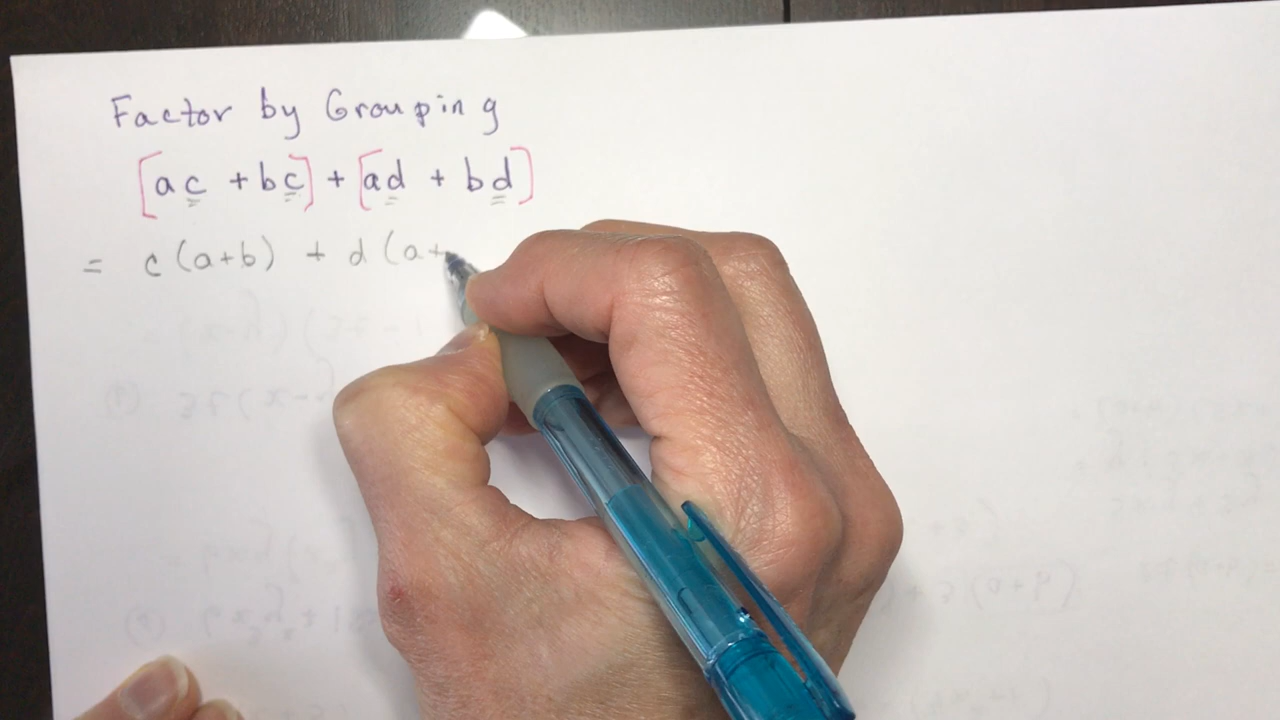 Factor by Grouping
[ac + bc] + [ad + bd]
= c (a+b) + d (a+